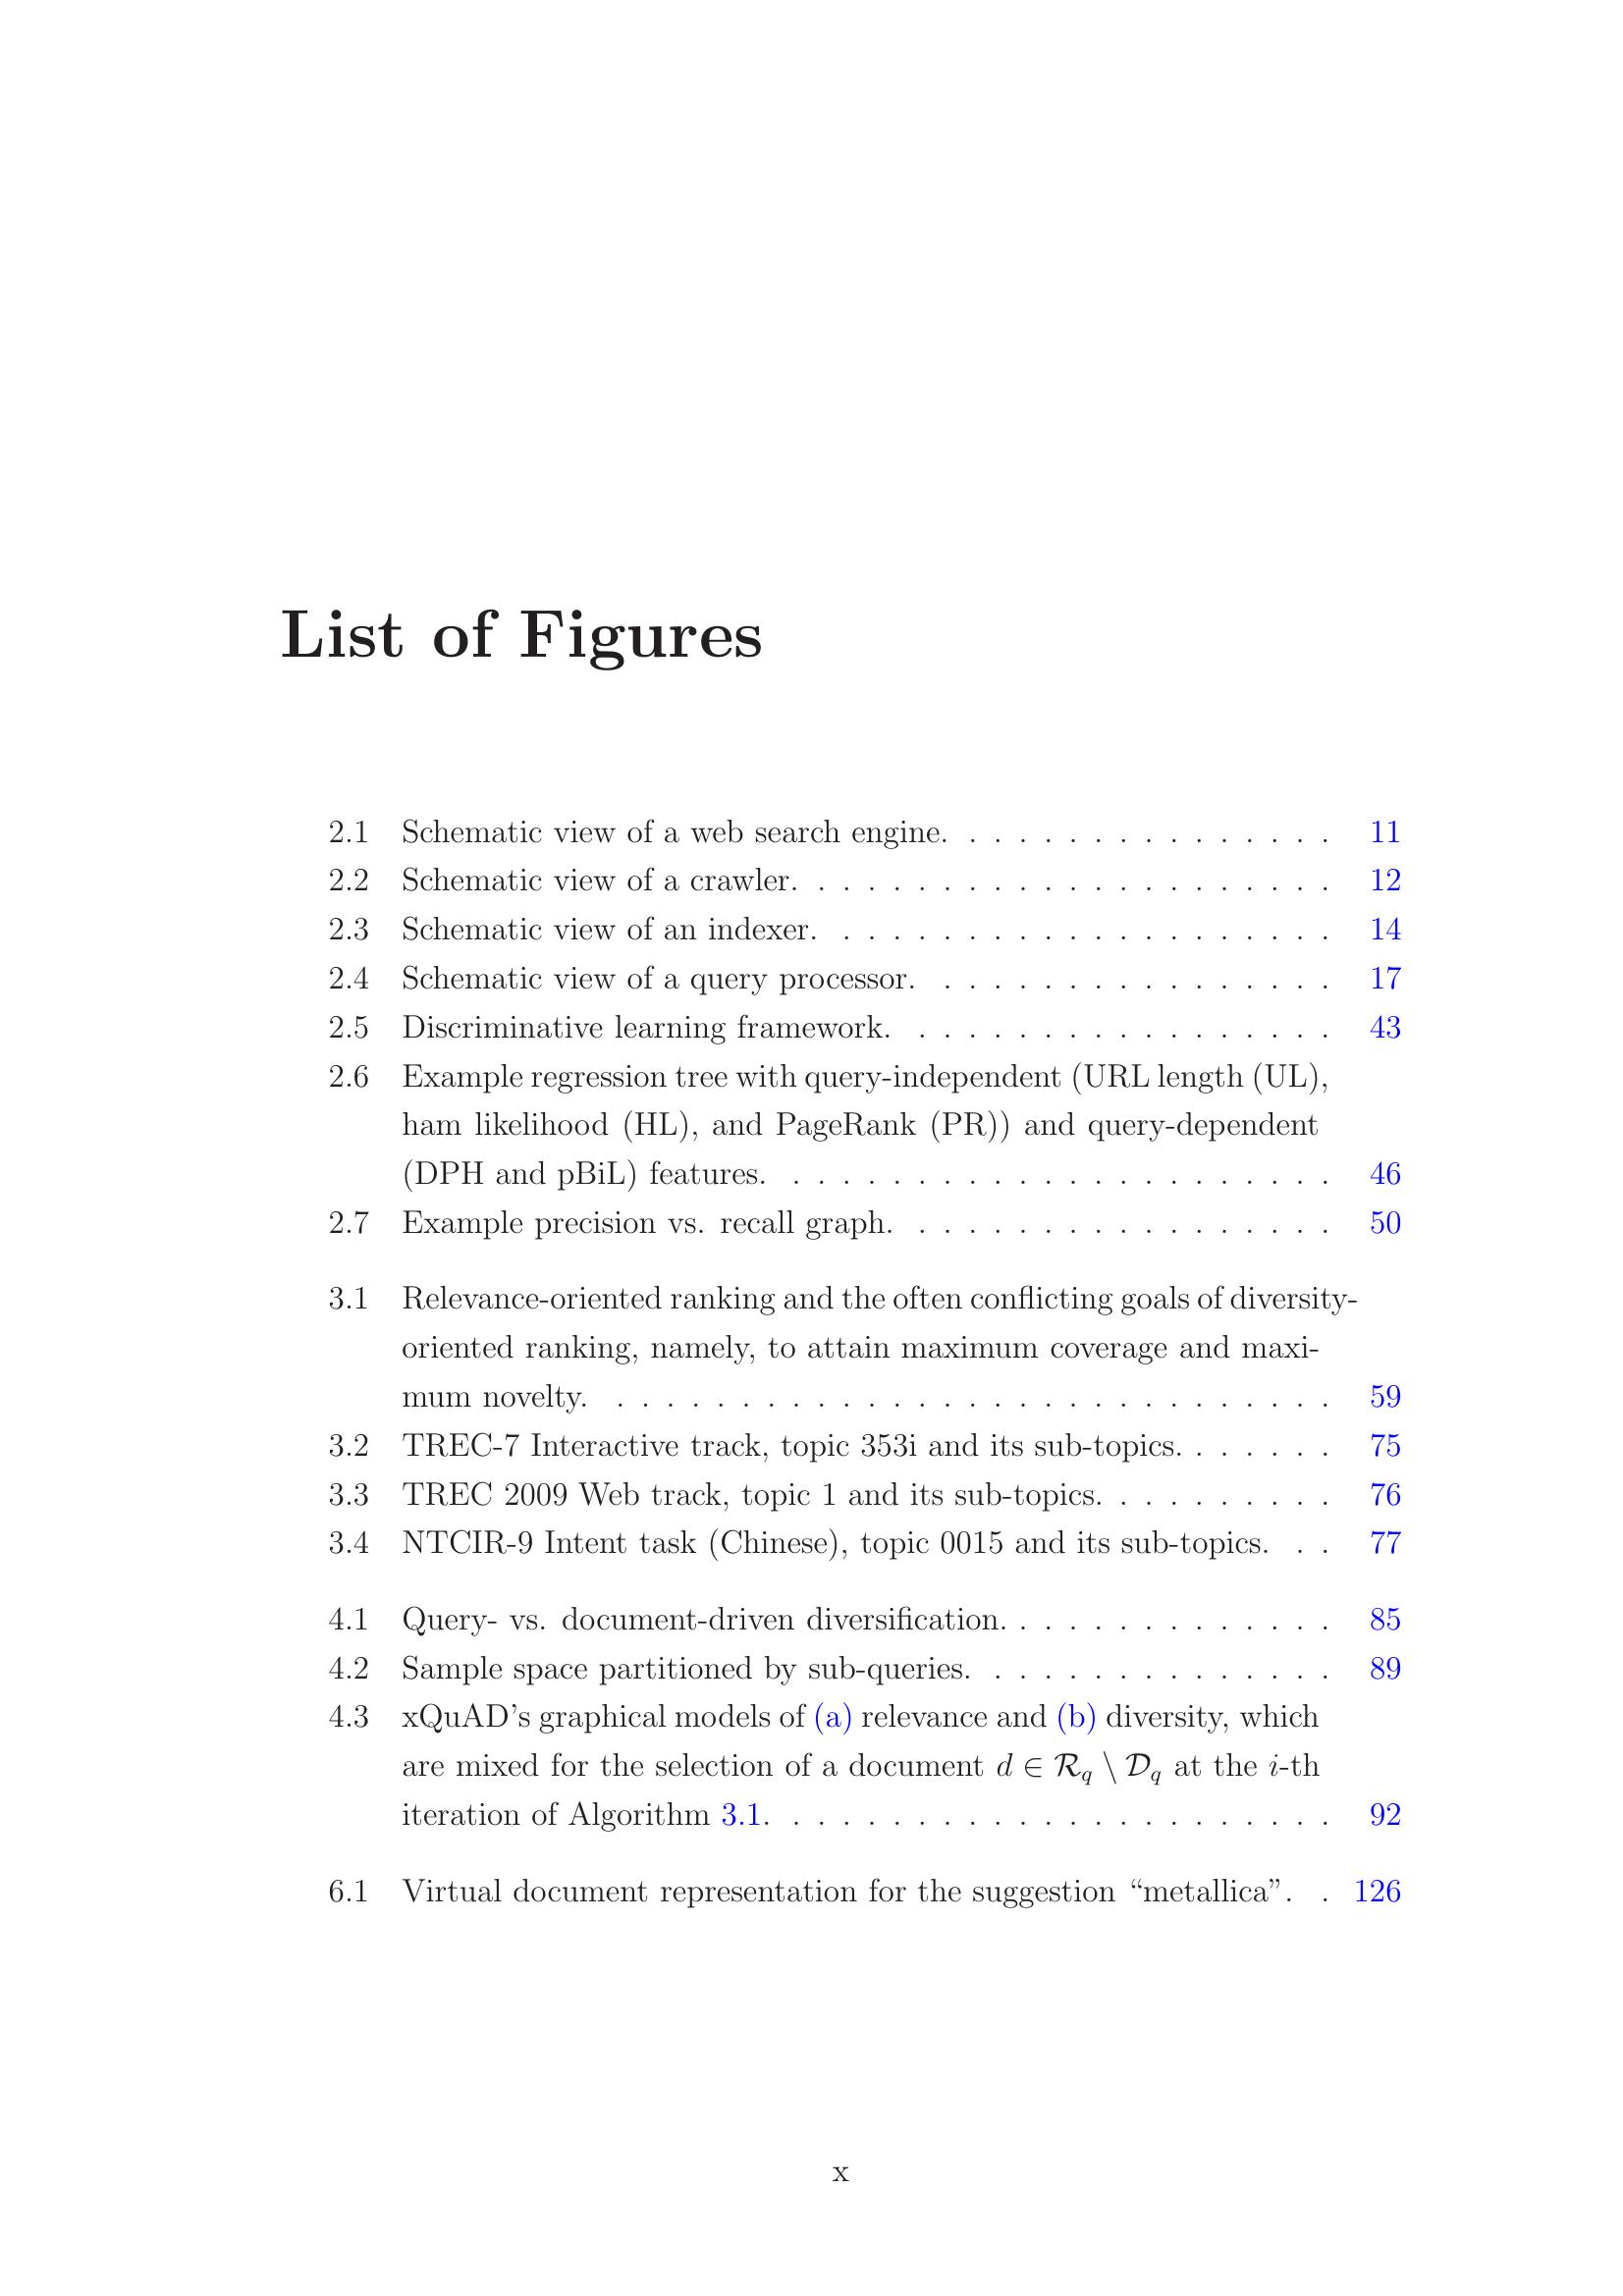 List of Figures
2.1 Schematic view of a web search engine. . . . . . . . . . . . . . . . 11
2.2 Schematic view of a crawler. . . . . . . . . . . . . . . . . . . . . . 12
2.3 Schematic view of an indexer. . . . . . . . . . . . . . . . . . . . . 14
2.4 Schematic view of a query processor. . . . . . . . . . . . . . . . . 17
2.5 Discriminative learning framework. . . . . . . . . . . . . . . . . . 43
2.6 Example regression tree with query-independent (URL length (UL),
ham likelihood (HL), and PageRank (PR)) and query-dependent
(DPH and pBiL) features. . . . . . . . . . . . . . . . . . . . . . . 46
2.7 Example precision vs. recall graph. . . . . . . . . . . . . . . . . . 50
3.1 Relevance-oriented ranking and the often conflicting goals of diversity-
oriented ranking, namely, to attain maximum coverage and maxi-
mum novelty. . . . . . . . . . . . . . . . . . . . . . . . . . . . . . 59
3.2 TREC-7 Interactive track, topic 353i and its sub-topics. . . . . . . 75
3.3 TREC 2009 Web track, topic 1 and its sub-topics. . . . . . . . . . 76
3.4 NTCIR-9 Intent task (Chinese), topic 0015 and its sub-topics. . . 77
4.1 Query- vs. document-driven diversification. . . . . . . . . . . . . . 85
4.2 Sample space partitioned by sub-queries. . . . . . . . . . . . . . . 89
4.3 xQuAD's graphical models of (a) relevance and (b) diversity, which
are mixed for the selection of a document d ∈ R_q \ D_q at the i-th
iteration of Algorithm 3.1. . . . . . . . . . . . . . . . . . . . . . . 92
6.1 Virtual document representation for the suggestion “metallica”. . 126
x